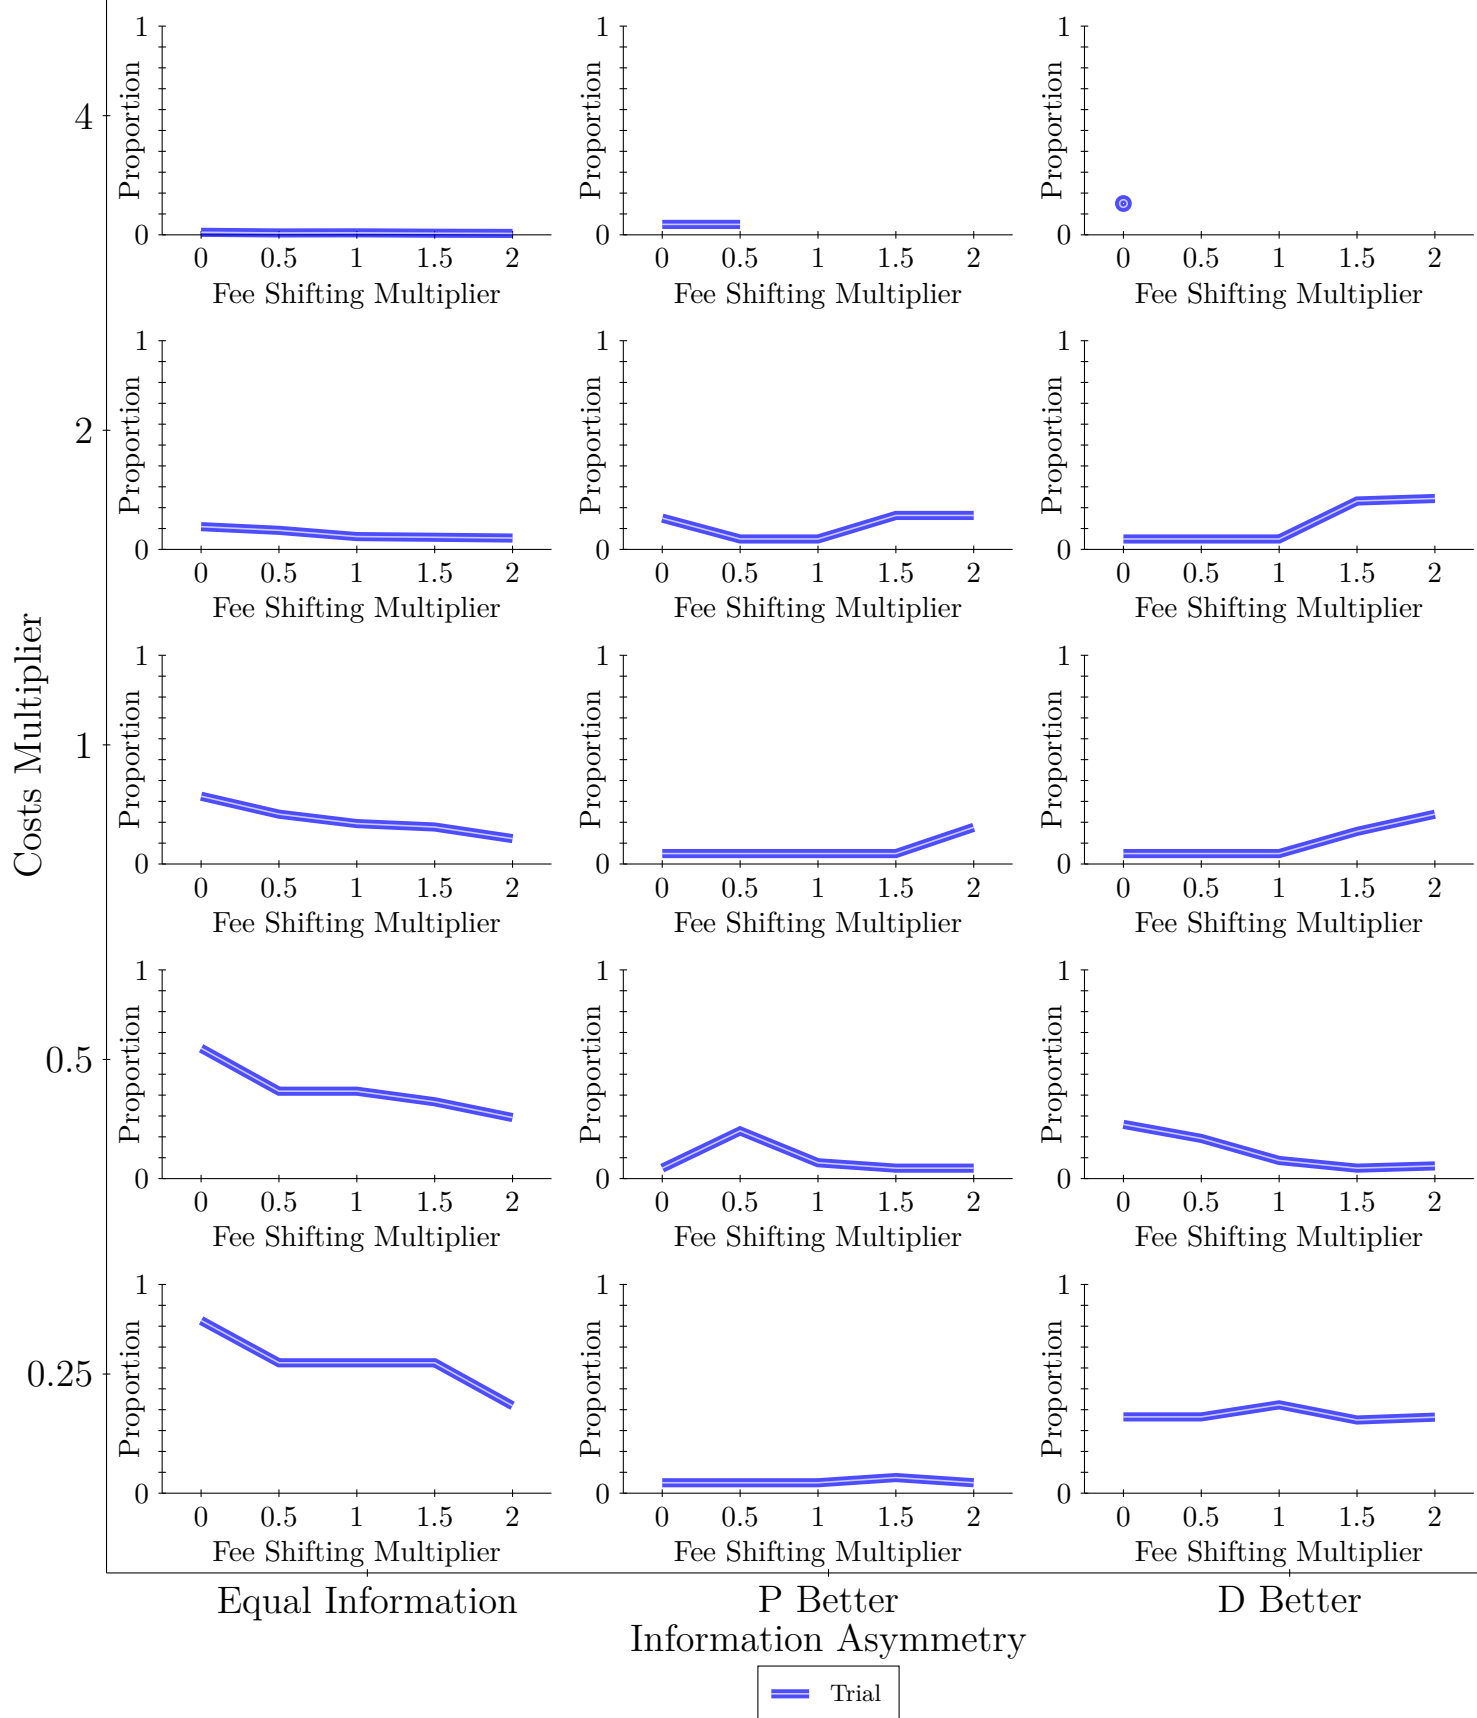 1 1 1
Proportion Proportion Proportion
4
0 0 0
0 0.5 1 1.5 2 0 0.5 1 1.5 2 0 0.5 1 1.5 2
Fee Shifting Multiplier Fee Shifting Multiplier Fee Shifting Multiplier
1 1 1
Proportion Proportion Proportion
2
0 0 0
0 0.5 1 1.5 2 0 0.5 1 1.5 2 0 0.5 1 1.5 2
Fee Shifting Multiplier Fee Shifting Multiplier Fee Shifting Multiplier
Costs Multiplier
1 1 1
Proportion Proportion Proportion
1
0 0 0
0 0.5 1 1.5 2 0 0.5 1 1.5 2 0 0.5 1 1.5 2
Fee Shifting Multiplier Fee Shifting Multiplier Fee Shifting Multiplier
1 1 1
Proportion Proportion Proportion
0.5
0 0 0
0 0.5 1 1.5 2 0 0.5 1 1.5 2 0 0.5 1 1.5 2
Fee Shifting Multiplier Fee Shifting Multiplier Fee Shifting Multiplier
1 1 1
Proportion Proportion Proportion
0.25
0 0 0
0 0.5 1 1.5 2 0 0.5 1 1.5 2 0 0.5 1 1.5 2
Fee Shifting Multiplier Fee Shifting Multiplier Fee Shifting Multiplier
Equal Information P Better D Better
Information Asymmetry
Trial